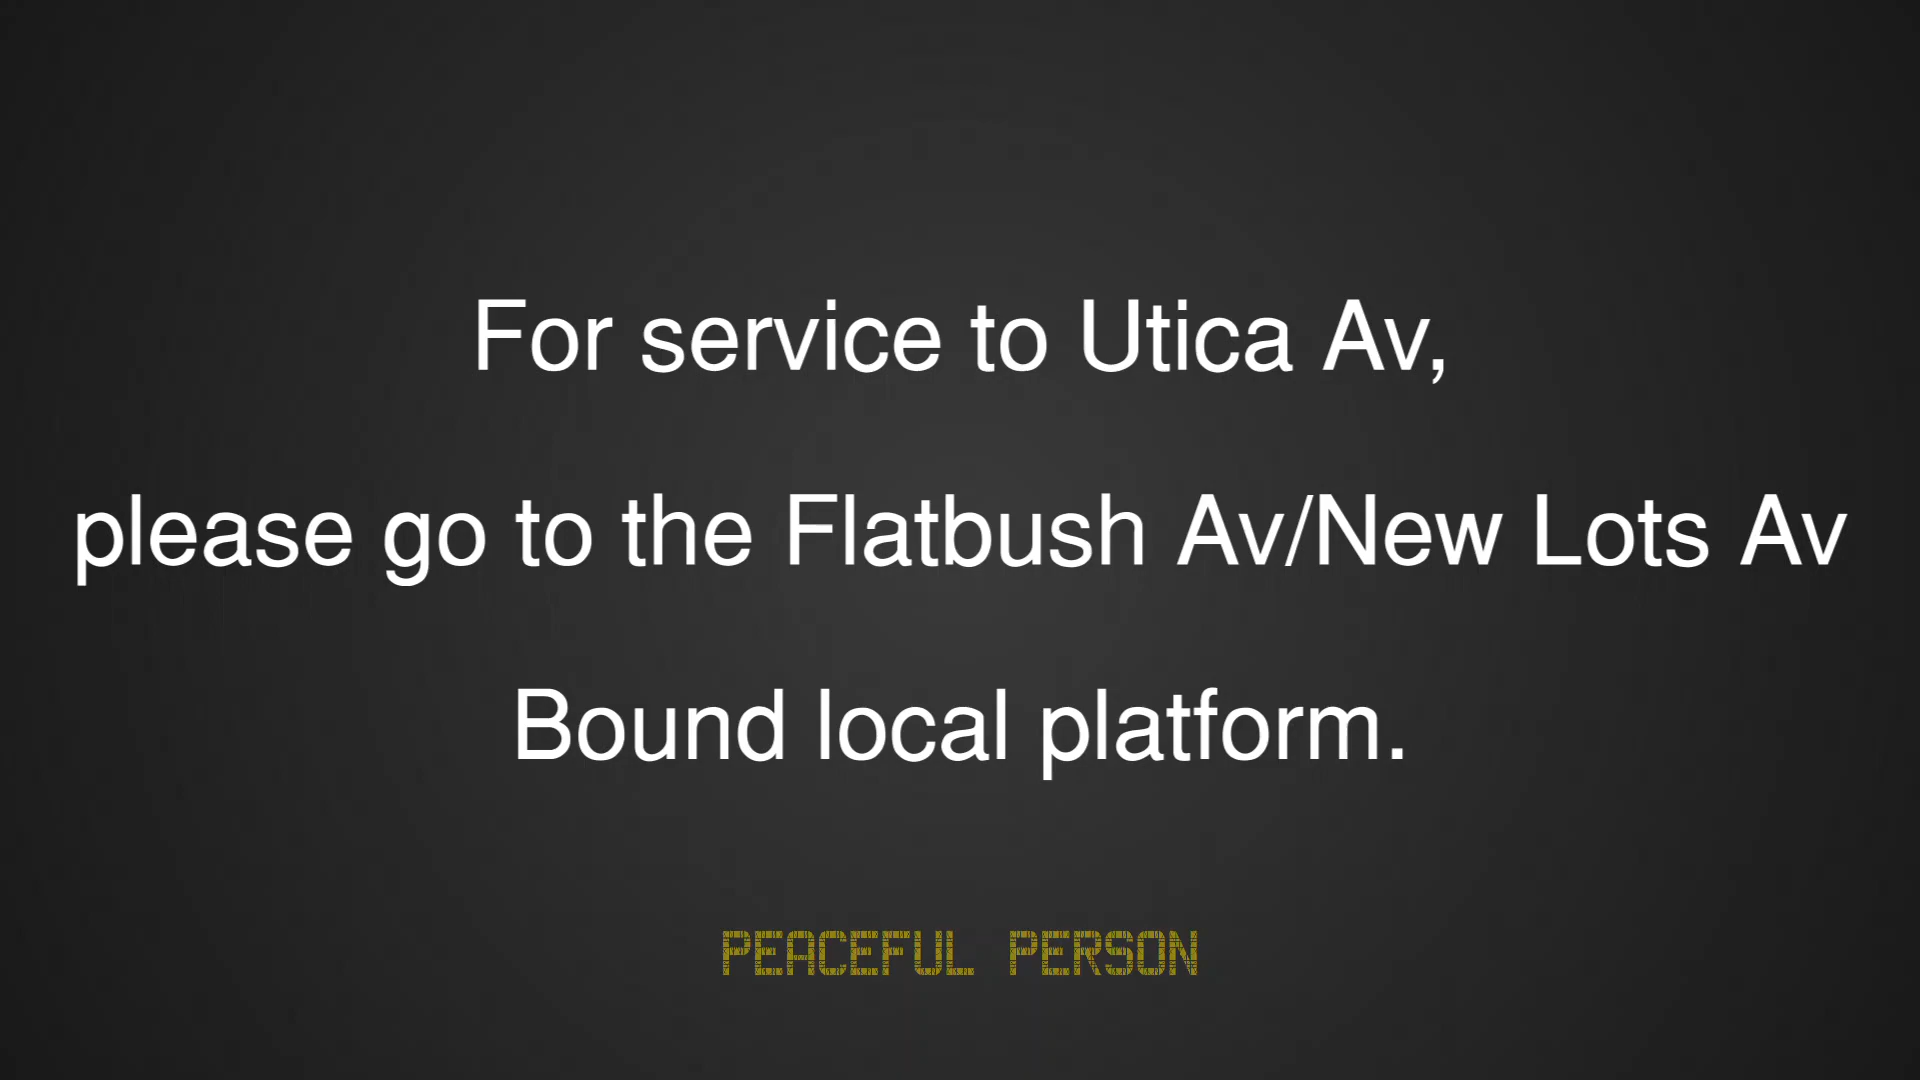 For service to Utica Av,
please go to the Flatbush Av/New Lots Av
Bound local platform.
PEACEFUL PERSON